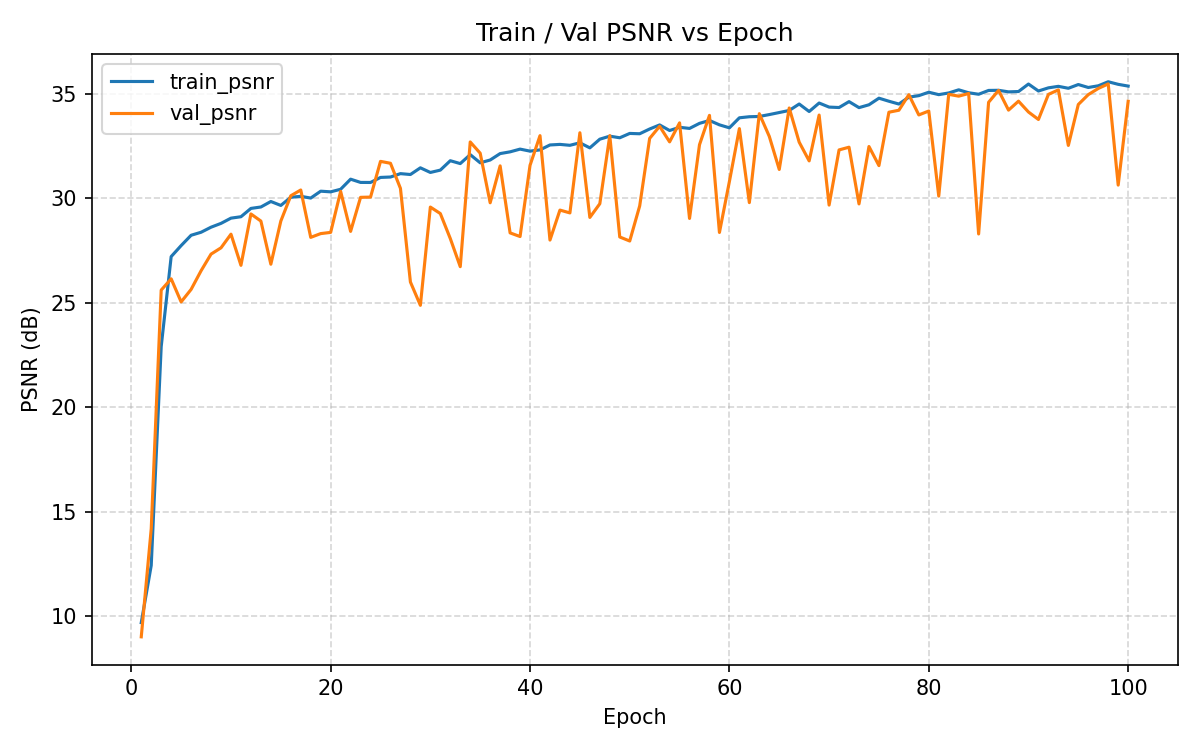 Train / Val PSNR vs Epoch
train_psnr
val_psnr
PSNR (dB)
35
30
25
20
15
10
0 20 40 60 80 100
Epoch